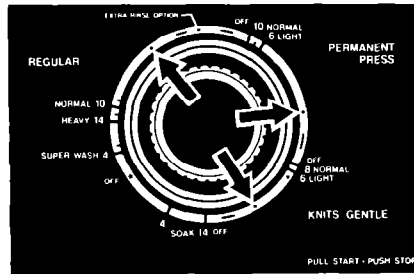 EXTRA RINSE OPTION
OFF
10 NORMAL
6 LIGHT
REGULAR
PERMANENT
PRESS
NORMAL 10
HEAVY 14
SUPER WASH 4
OFF
OFF
8 NORMAL
6 LIGHT
KNITS GENTLE
4
SOAK 14 OFF
PULL START • PUSH STOP